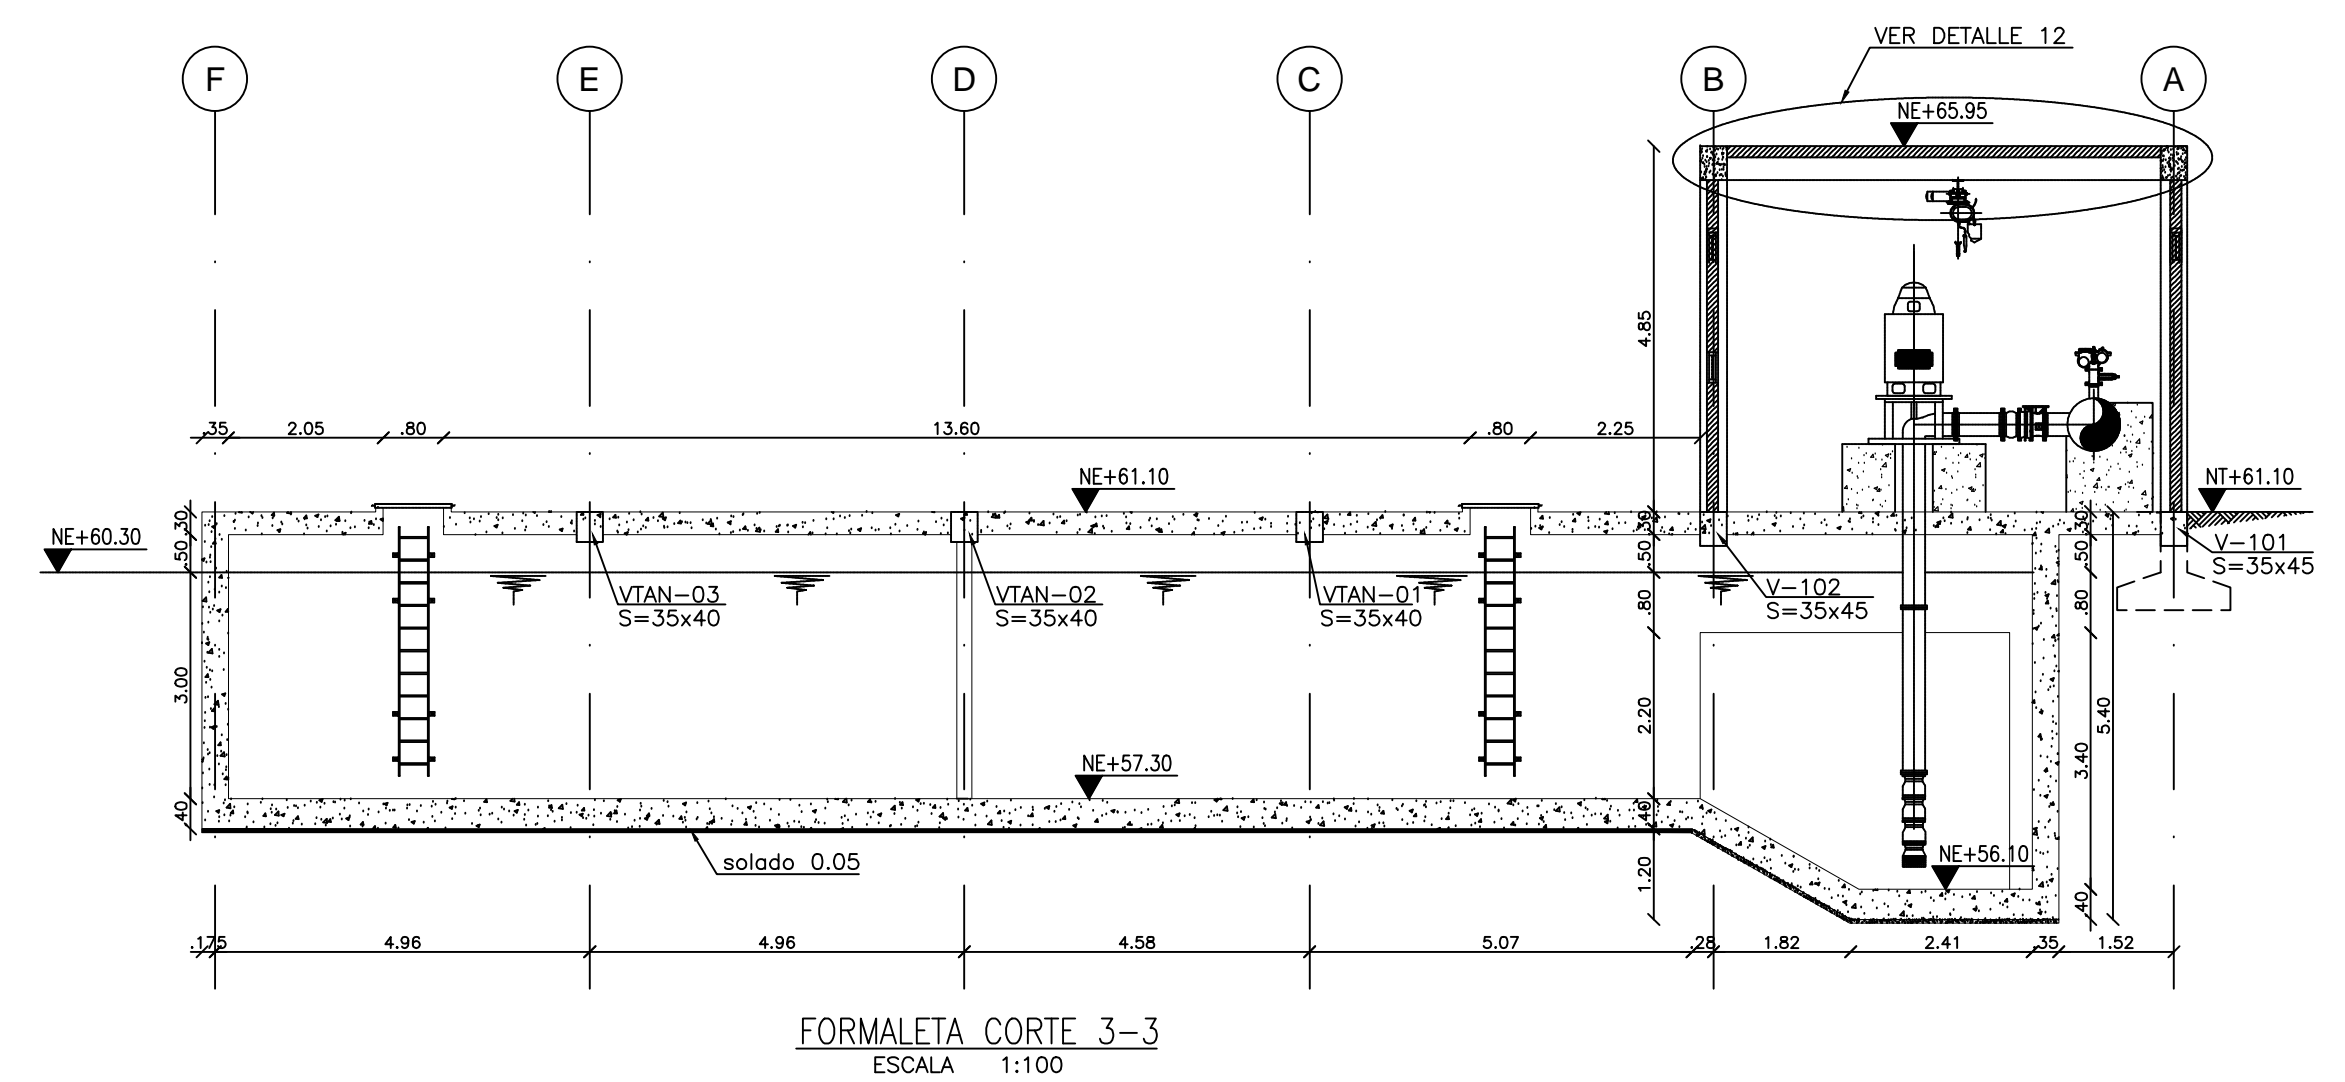 VER DETALLE 12
F
E
D
C
B
A
NE+65.95
4.85
.35
2.05
.80
13.60
.80
2.25
NE+61.10
NT+61.10
NE+60.30
.30
.50
3.00
.40
.30
.50
.80
2.20
.40
1.20
.30
.50
.80
3.40
.40
5.40
V-101
S=35x45
VTAN-03
S=35x40
VTAN-02
S=35x40
VTAN-01
S=35x40
V-102
S=35x45
NE+57.30
NE+56.10
solado 0.05
.175
4.96
4.96
4.58
5.07
.28
1.82
2.41
.35
1.52
FORMALETA CORTE 3-3
ESCALA 1:100